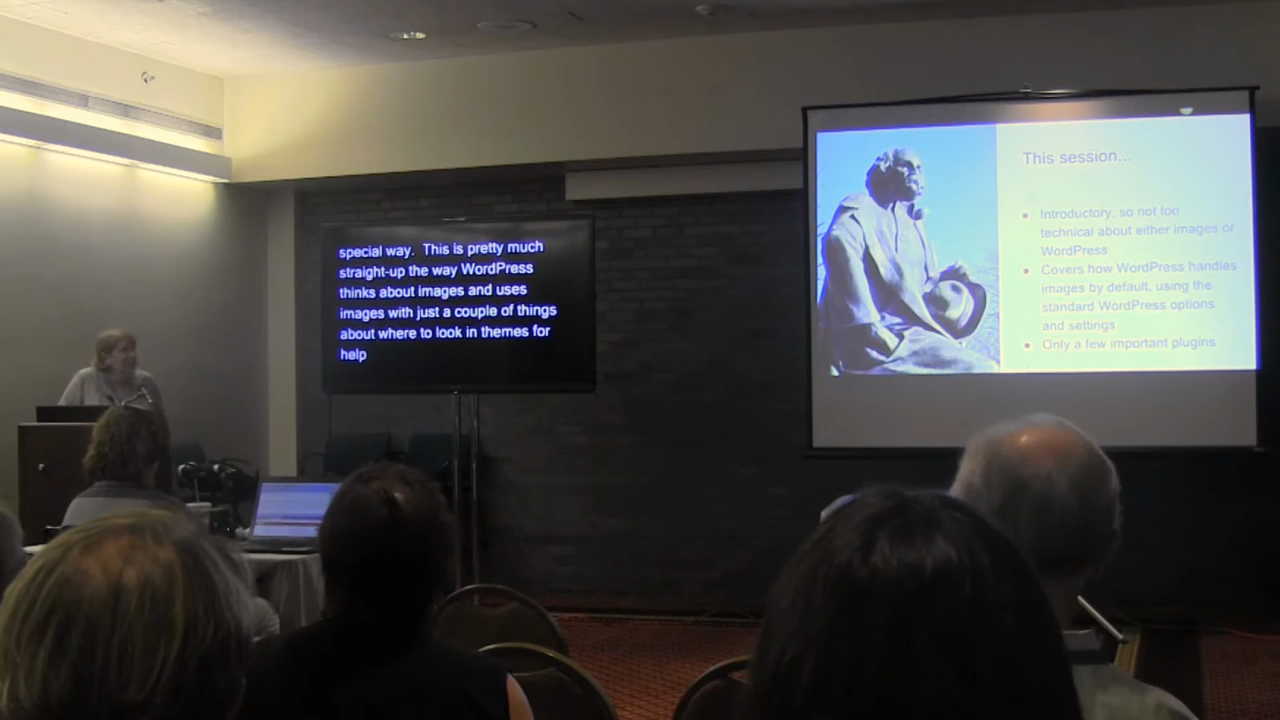 special way. This is pretty much
straight-up the way WordPress
thinks about images and uses
images with just a couple of things
about where to look in themes for
help
This session...
Introductory, so not too
technical about either images or
WordPress
Covers how WordPress handles
images by default, using the
standard WordPress options
and settings
Only a few important plugins